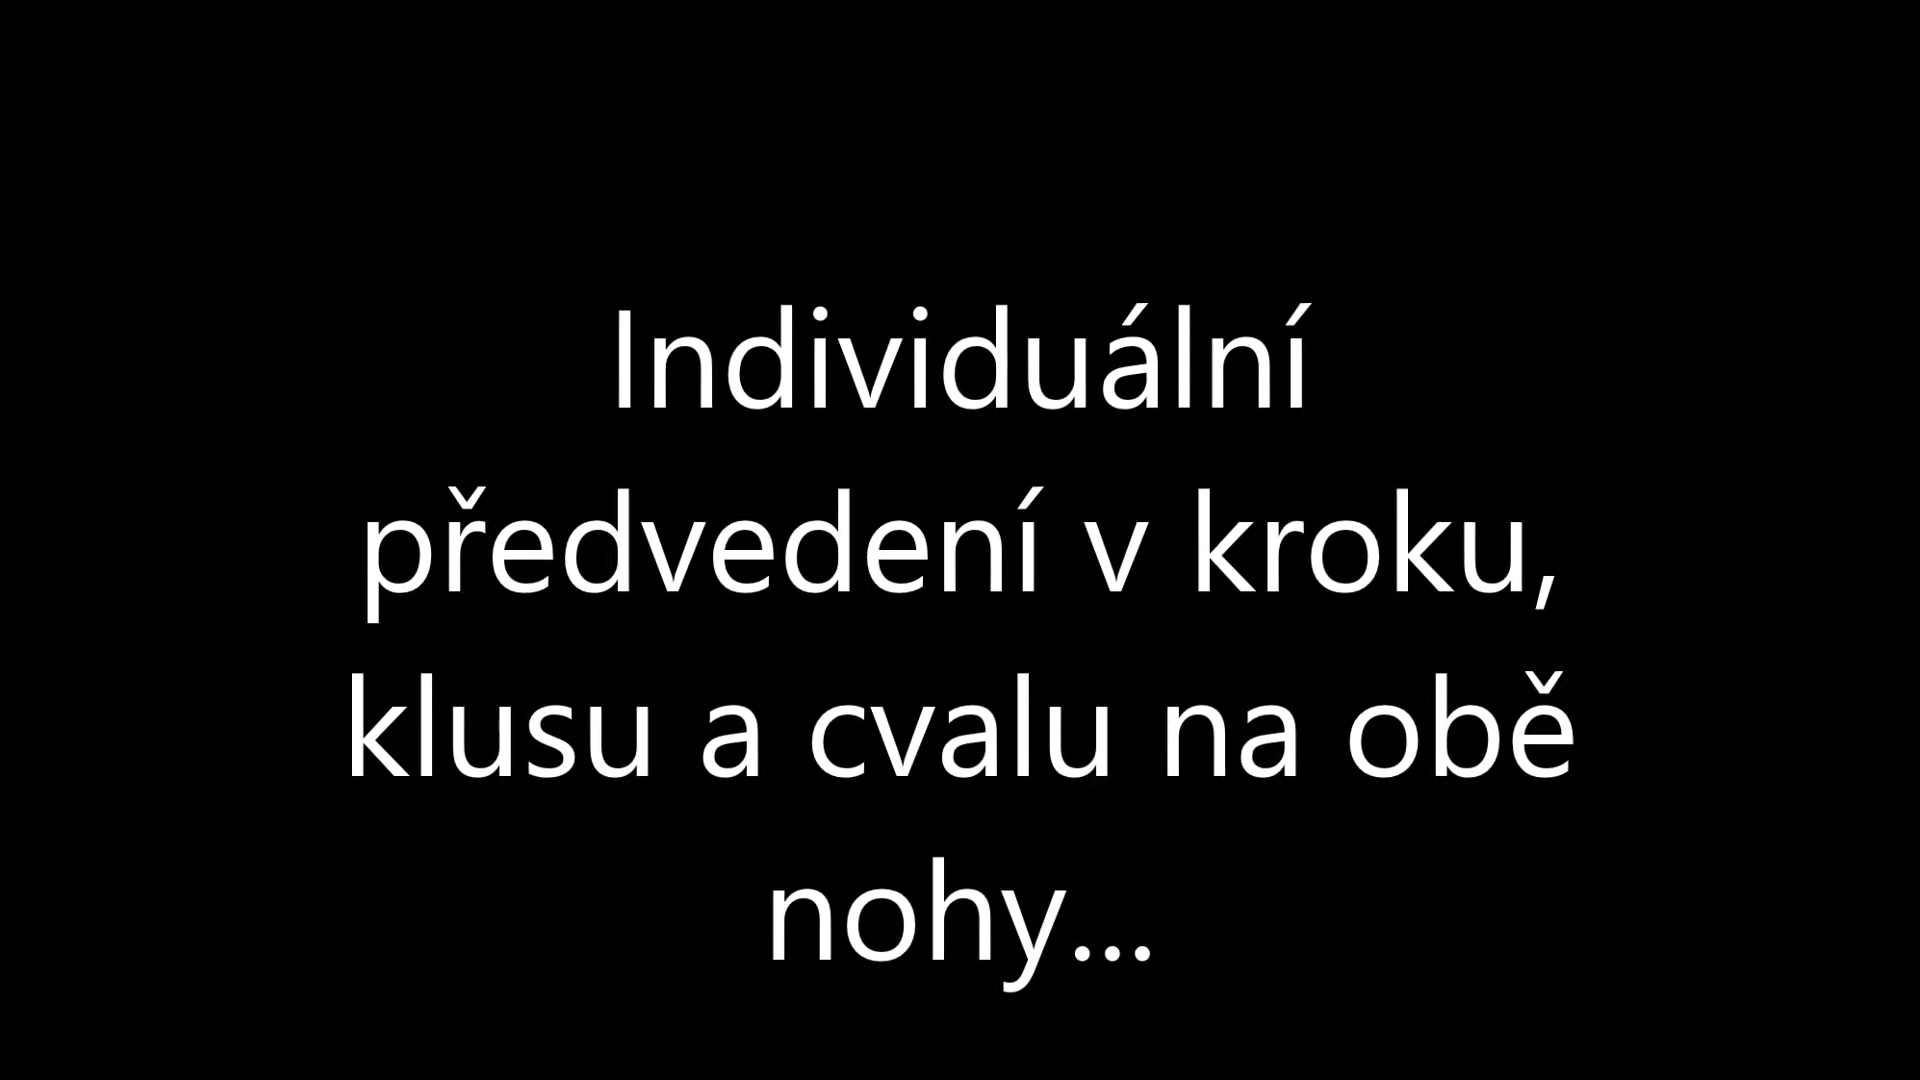 Individuální
předvedení v kroku,
klusu a cvalu na obě
nohy...